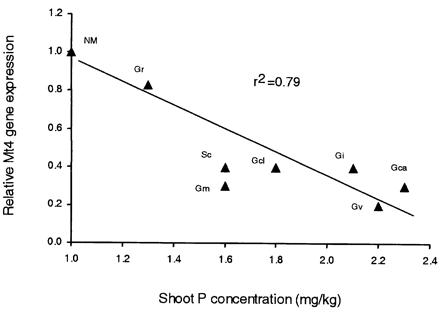 1.2
1.0
0.8
0.6
0.4
0.2
0.0
Relative Mt4 gene expression
NM
Gr
r2=0.79
Sc
Gcl
Gi
Gca
Gm
Gv
1.0 1.2 1.4 1.6 1.8 2.0 2.2 2.4
Shoot P concentration (mg/kg)